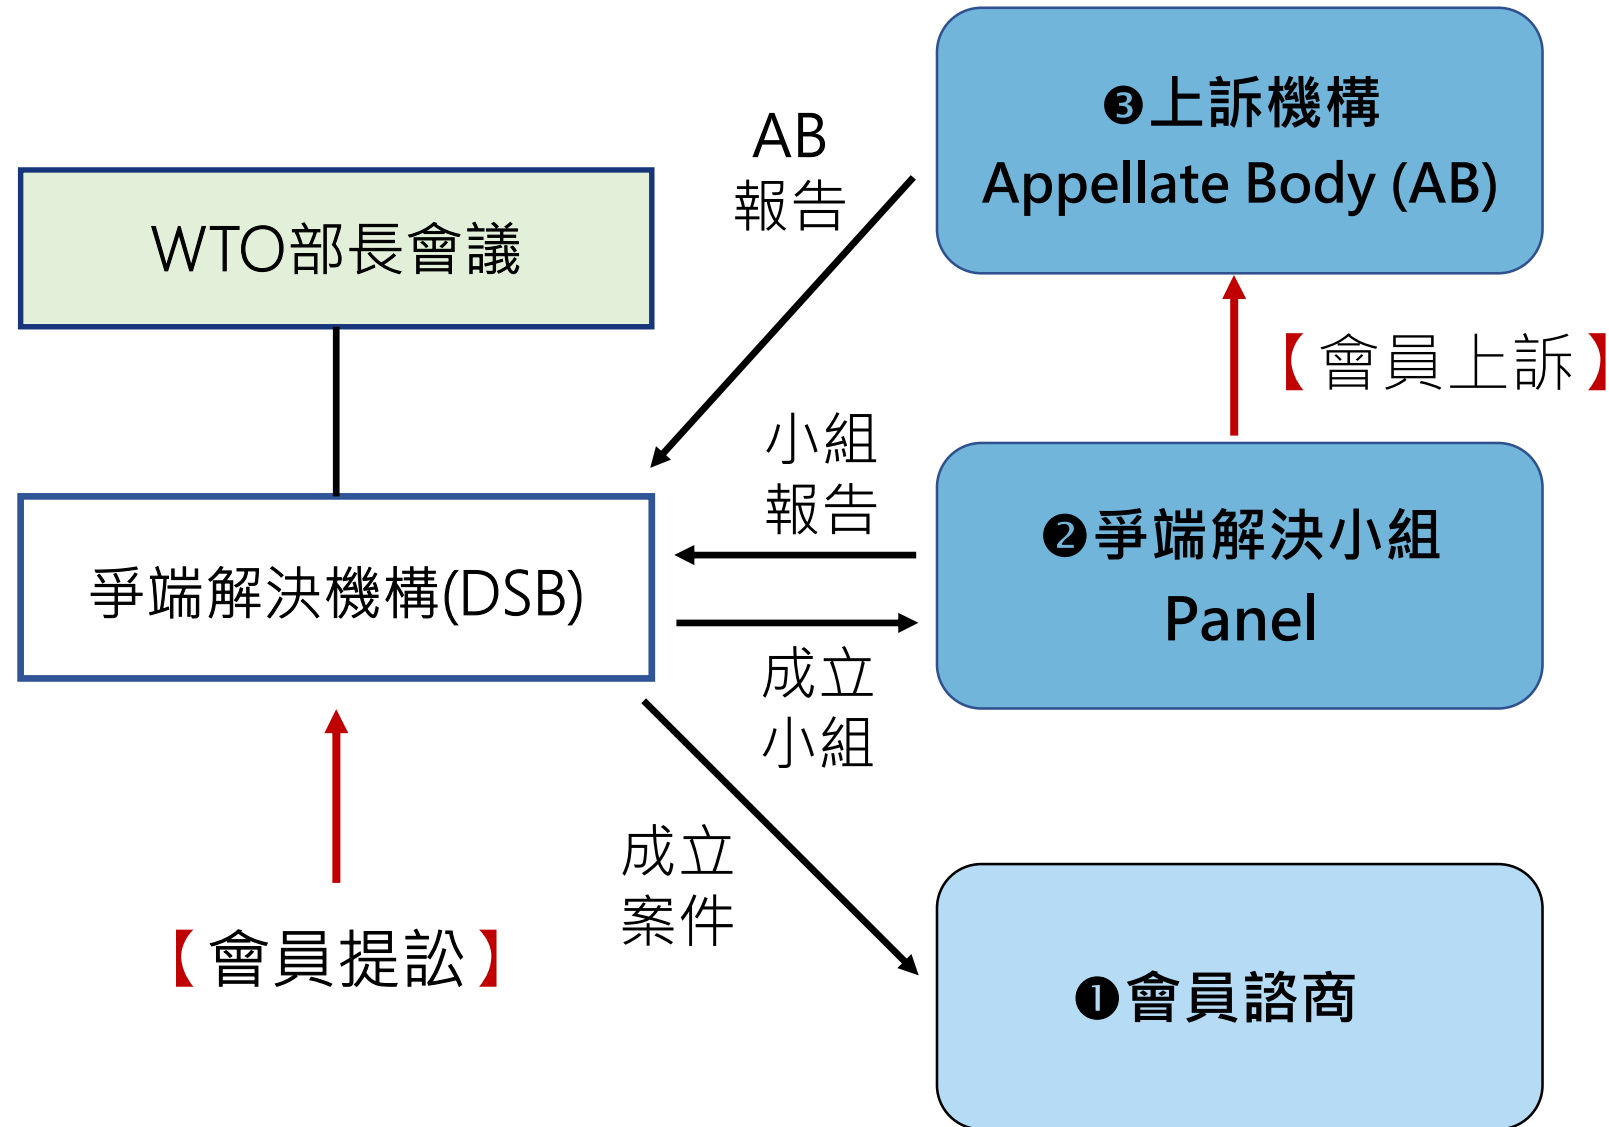 WTO部長會議
爭端解決機構(DSB)
【會員提訟】
AB
報告
小組
報告
成立
小組
成立
案件
❸上訴機構
Appellate Body (AB)
【會員上訴】
❷爭端解決小組
Panel
❶會員諮商